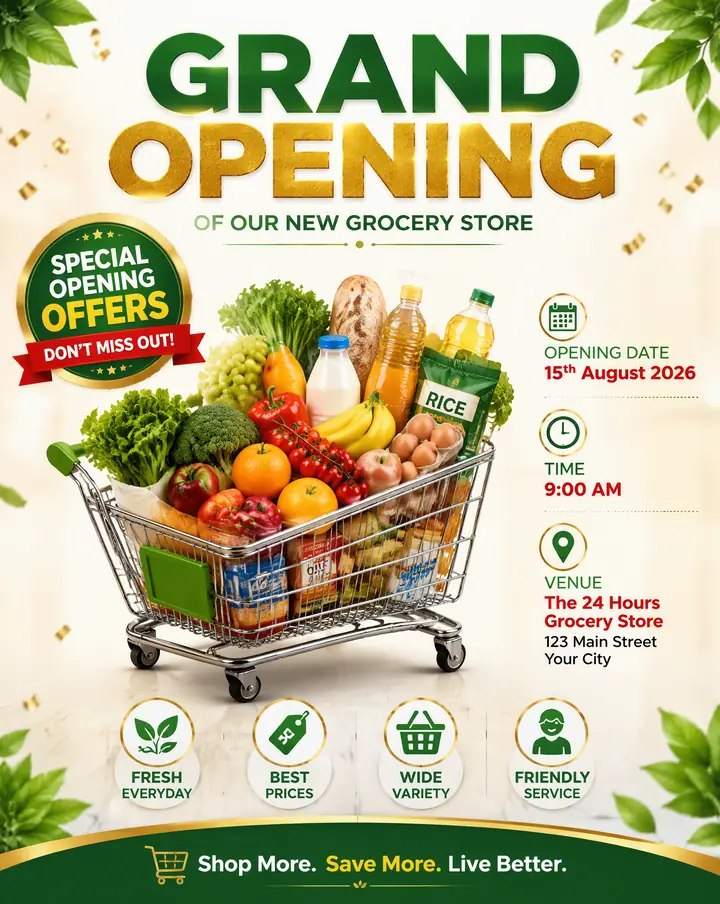 GRAND
OPENING
OF OUR NEW GROCERY STORE
SPECIAL
OPENING
OFFERS
DON'T MISS OUT!
RICE
OPENING DATE
15th August 2026
TIME
9:00 AM
VENUE
The 24 Hours
Grocery Store
123 Main Street
Your City
FRESH
EVERYDAY
BEST
PRICES
WIDE
VARIETY
FRIENDLY
SERVICE
Shop More. Save More. Live Better.